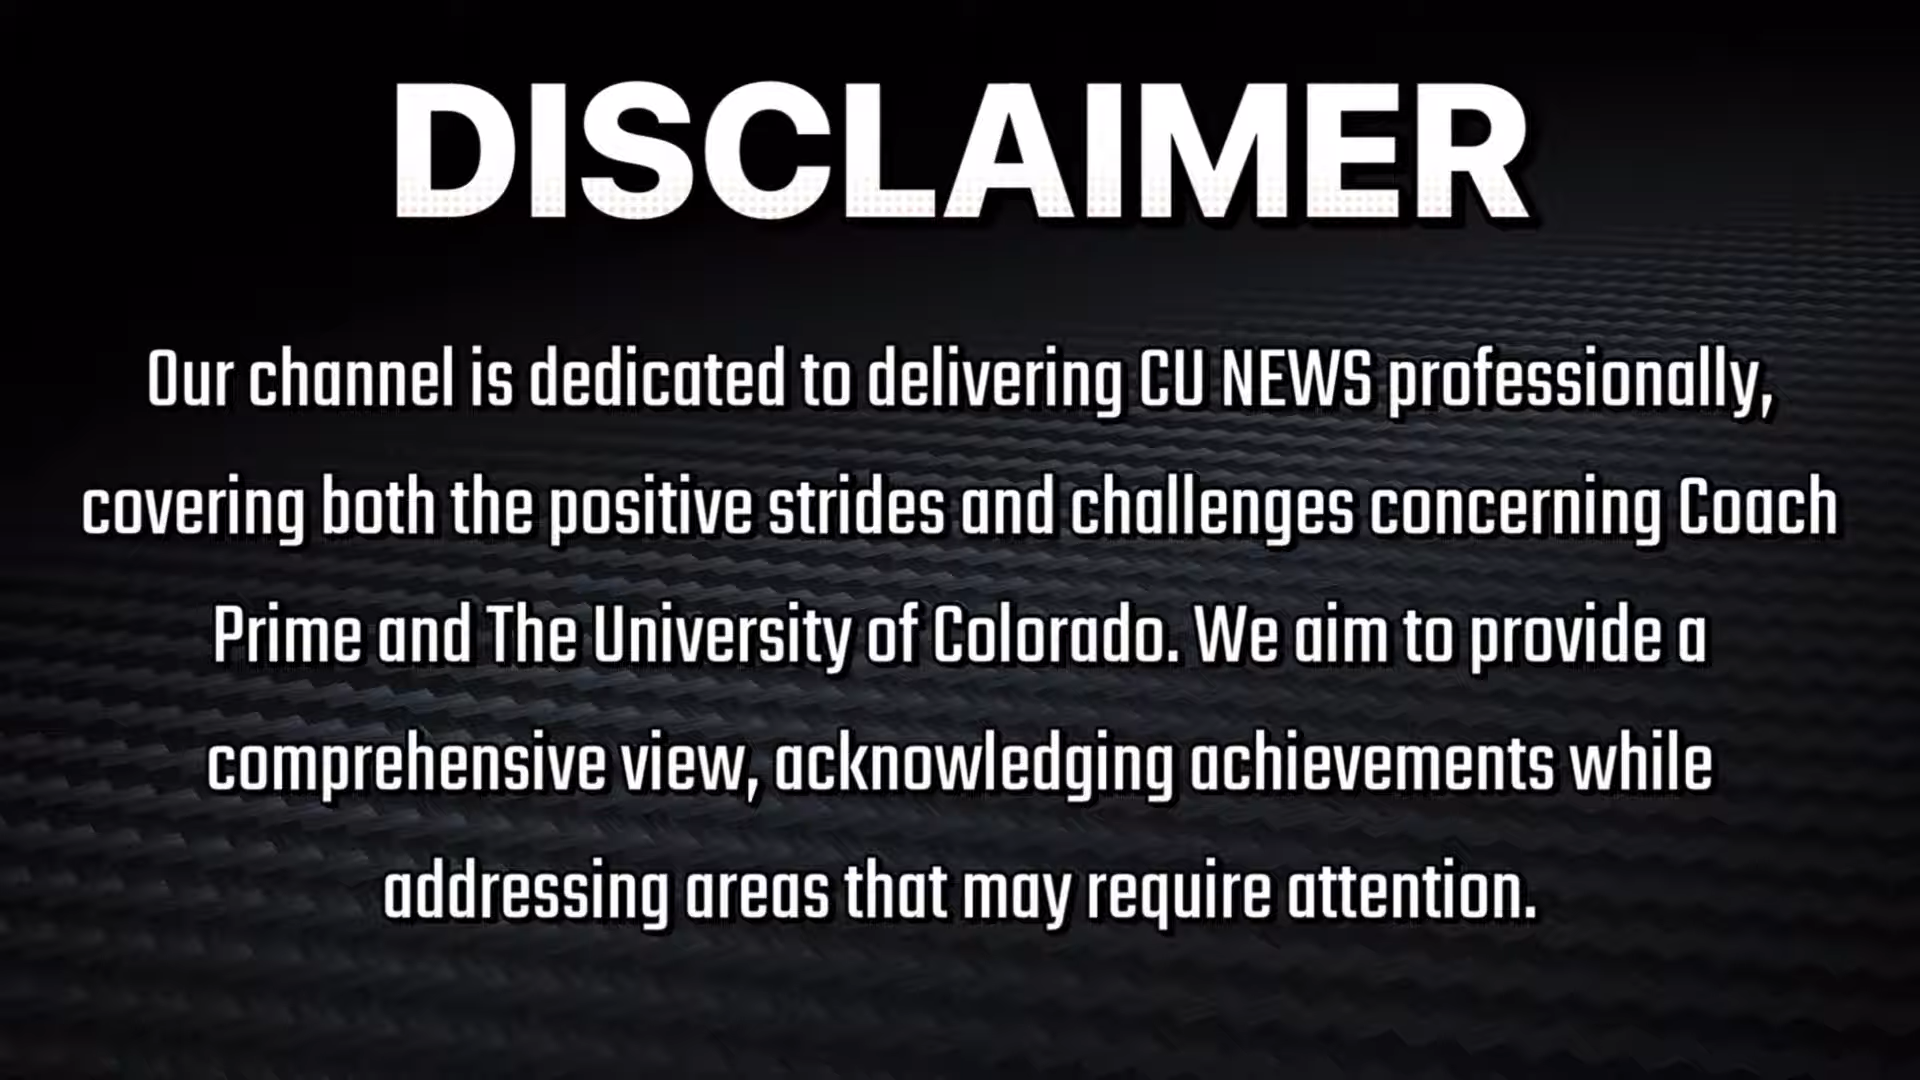 DISCLAIMER
Our channel is dedicated to delivering CU NEWS professionally,
covering both the positive strides and challenges concerning Coach
Prime and The University of Colorado. We aim to provide a
comprehensive view, acknowledging achievements while
addressing areas that may require attention.